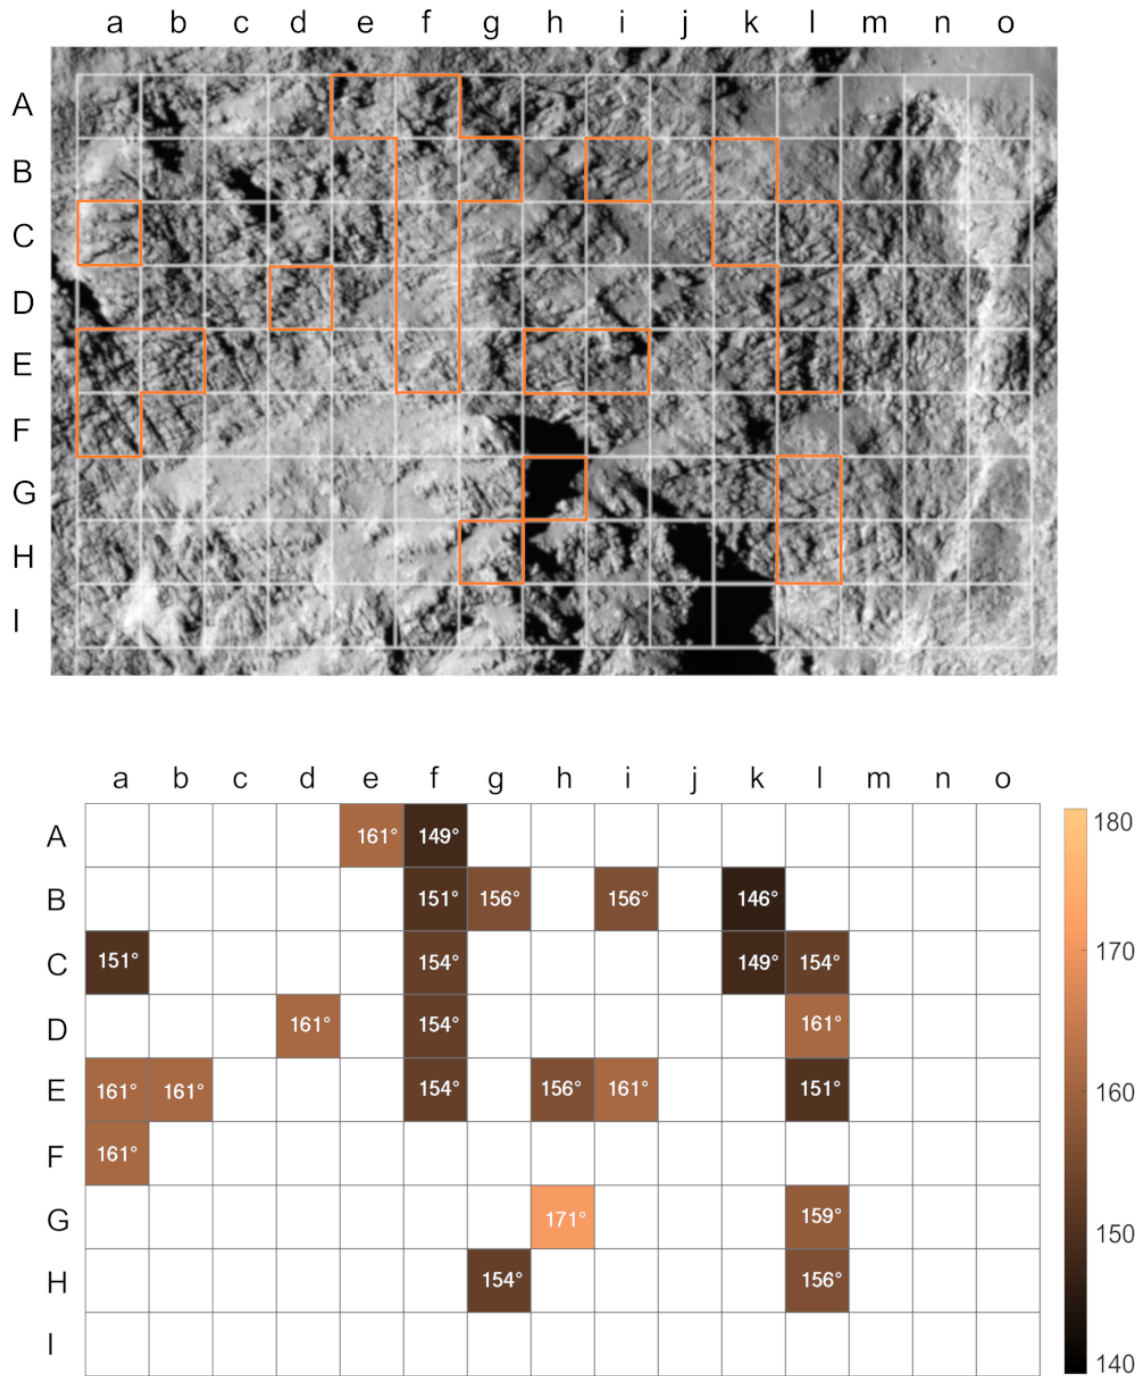 a b c d e f g h i j k l m n o
A
B
C
D
E
F
G
H
I
a b c d e f g h i j k l m n o
A 161° 149°
B 151° 156° 156° 146°
C 151° 154° 149° 154°
D 161° 154° 161°
E 161° 161° 154° 156° 161° 151°
F 161°
G 171° 159°
H 154° 156°
I
180
170
160
150
140